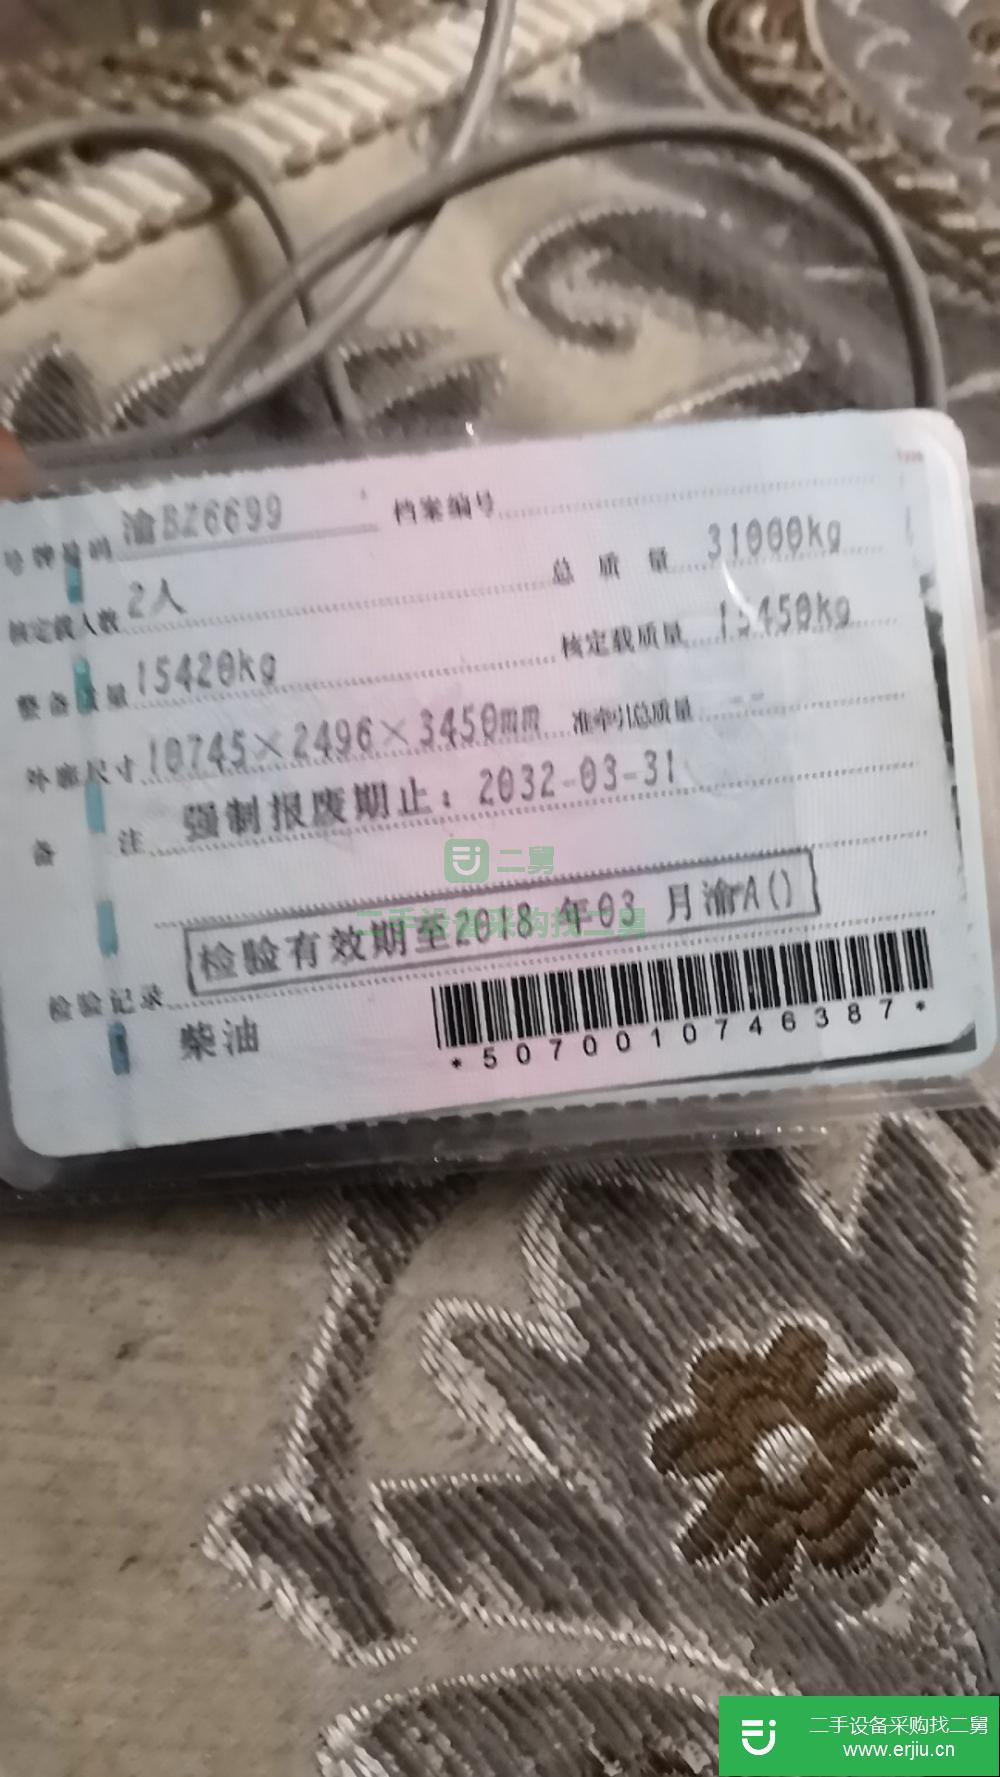 号牌号码 渝BZ6699 档案编号
核定载人数 2人 总质量 31000kg
整备质量 15420kg 核定载质量 15450kg
外廓尺寸 10745×2496×3450mm 准牵引总质量
备注 强制报废期止：2032-03-31
二舅
二手设备采购找二舅
检验有效期至2018年03月渝A()
检验记录
柴油
*5070010746387*
二手设备采购找二舅
www.erjiu.cn